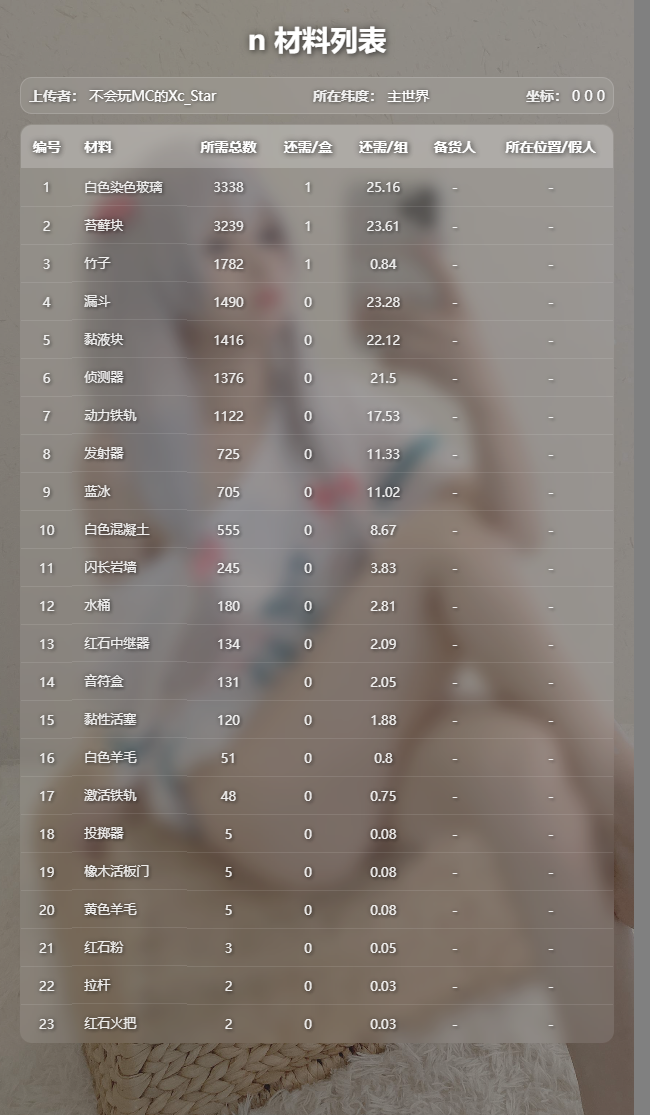 n 材料列表
上传者： 不会玩MC的Xc_Star 所在纬度： 主世界 坐标： 0 0 0
编号 材料 所需总数 还需/盒 还需/组 备货人 所在位置/假人
1 白色染色玻璃 3338 1 25.16 - -
2 苔藓块 3239 1 23.61 - -
3 竹子 1782 1 0.84 - -
4 漏斗 1490 0 23.28 - -
5 黏液块 1416 0 22.12 - -
6 侦测器 1376 0 21.5 - -
7 动力铁轨 1122 0 17.53 - -
8 发射器 725 0 11.33 - -
9 蓝冰 705 0 11.02 - -
10 白色混凝土 555 0 8.67 - -
11 闪长岩墙 245 0 3.83 - -
12 水桶 180 0 2.81 - -
13 红石中继器 134 0 2.09 - -
14 音符盒 131 0 2.05 - -
15 黏性活塞 120 0 1.88 - -
16 白色羊毛 51 0 0.8 - -
17 激活铁轨 48 0 0.75 - -
18 投掷器 5 0 0.08 - -
19 橡木活板门 5 0 0.08 - -
20 黄色羊毛 5 0 0.08 - -
21 红石粉 3 0 0.05 - -
22 拉杆 2 0 0.03 - -
23 红石火把 2 0 0.03 - -